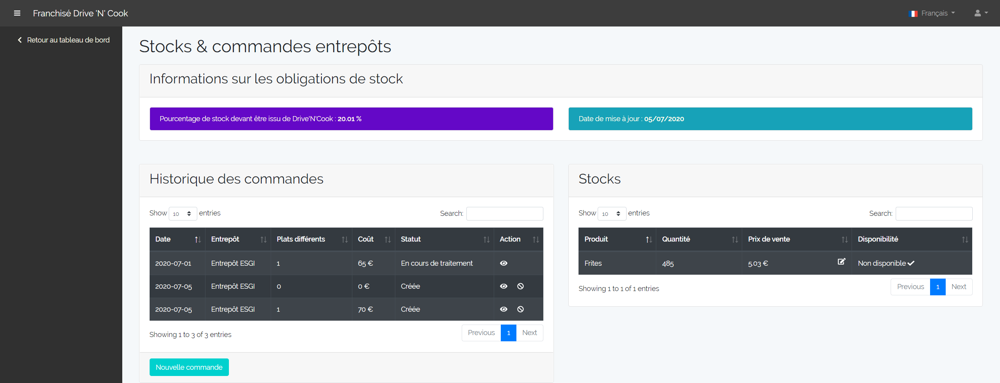 Franchisé Drive 'N' Cook
Français
Retour au tableau de bord
Stocks & commandes entrepôts
Informations sur les obligations de stock
Pourcentage de stock devant être issu de Drive'N'Cook : 20.01 %
Date de mise à jour : 05/07/2020
Historique des commandes
Show 10 entries
Search:
Date Entrepôt Plats différents Coût Statut Action
2020-07-01 Entrepôt ESGI 1 65 € En cours de traitement
2020-07-05 Entrepôt ESGI 0 0 € Créée
2020-07-05 Entrepôt ESGI 1 70 € Créée
Showing 1 to 3 of 3 entries
Previous 1 Next
Nouvelle commande
Stocks
Show 10 entries
Search:
Produit Quantité Prix de vente Disponibilité
Frites 485 5.03 € Non disponible
Showing 1 to 1 of 1 entries
Previous 1 Next